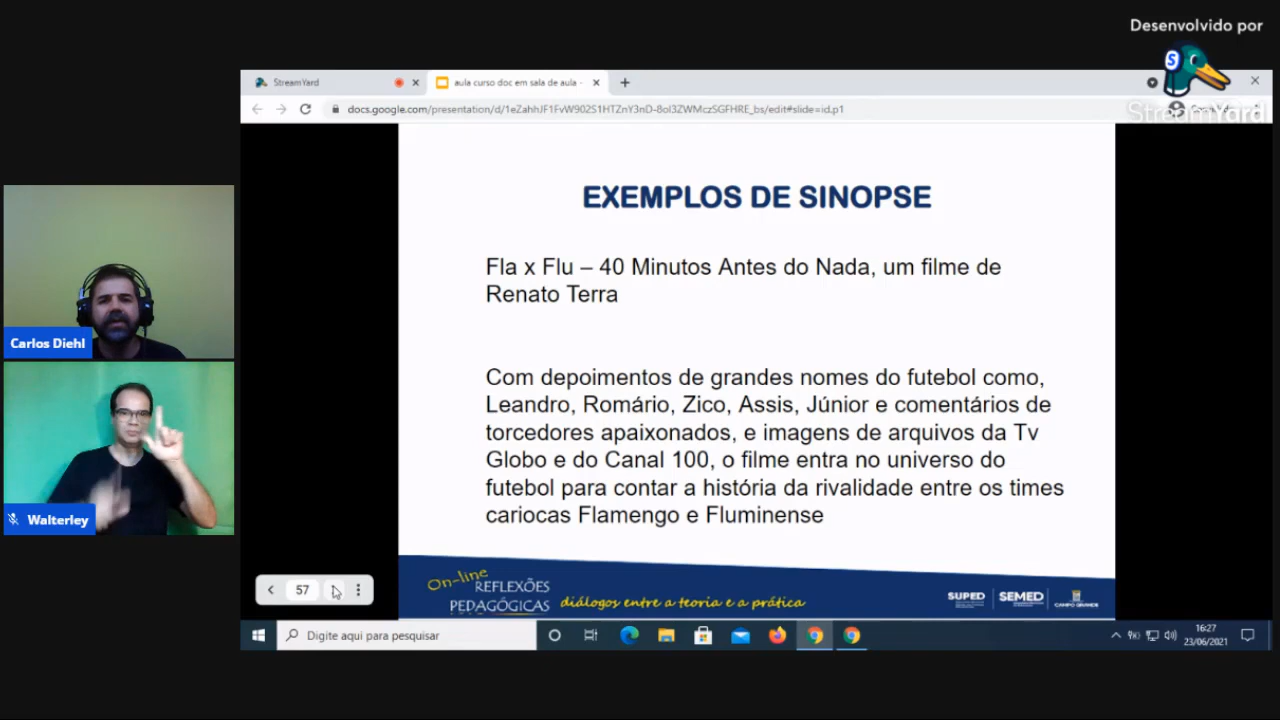 Desenvolvido por
StreamYard
StreamYard
aula curso doc em sala de aula -
docs.google.com/presentation/d/1eZahhJF1FvW902S1HTZnY3nD-8oI3ZWMczSGFHRE_bs/edit#slide=id.p1
EXEMPLOS DE SINOPSE
Fla x Flu – 40 Minutos Antes do Nada, um filme de
Renato Terra
Com depoimentos de grandes nomes do futebol como,
Leandro, Romário, Zico, Assis, Júnior e comentários de
torcedores apaixonados, e imagens de arquivos da Tv
Globo e do Canal 100, o filme entra no universo do
futebol para contar a história da rivalidade entre os times
cariocas Flamengo e Fluminense
Carlos Diehl
Walterley
57
On-line
REFLEXÕES
PEDAGÓGICAS
diálogos entre a teoria e a prática
SUPED
SEMED
CAMPO GRANDE
Digite aqui para pesquisar
16:27
23/06/2021